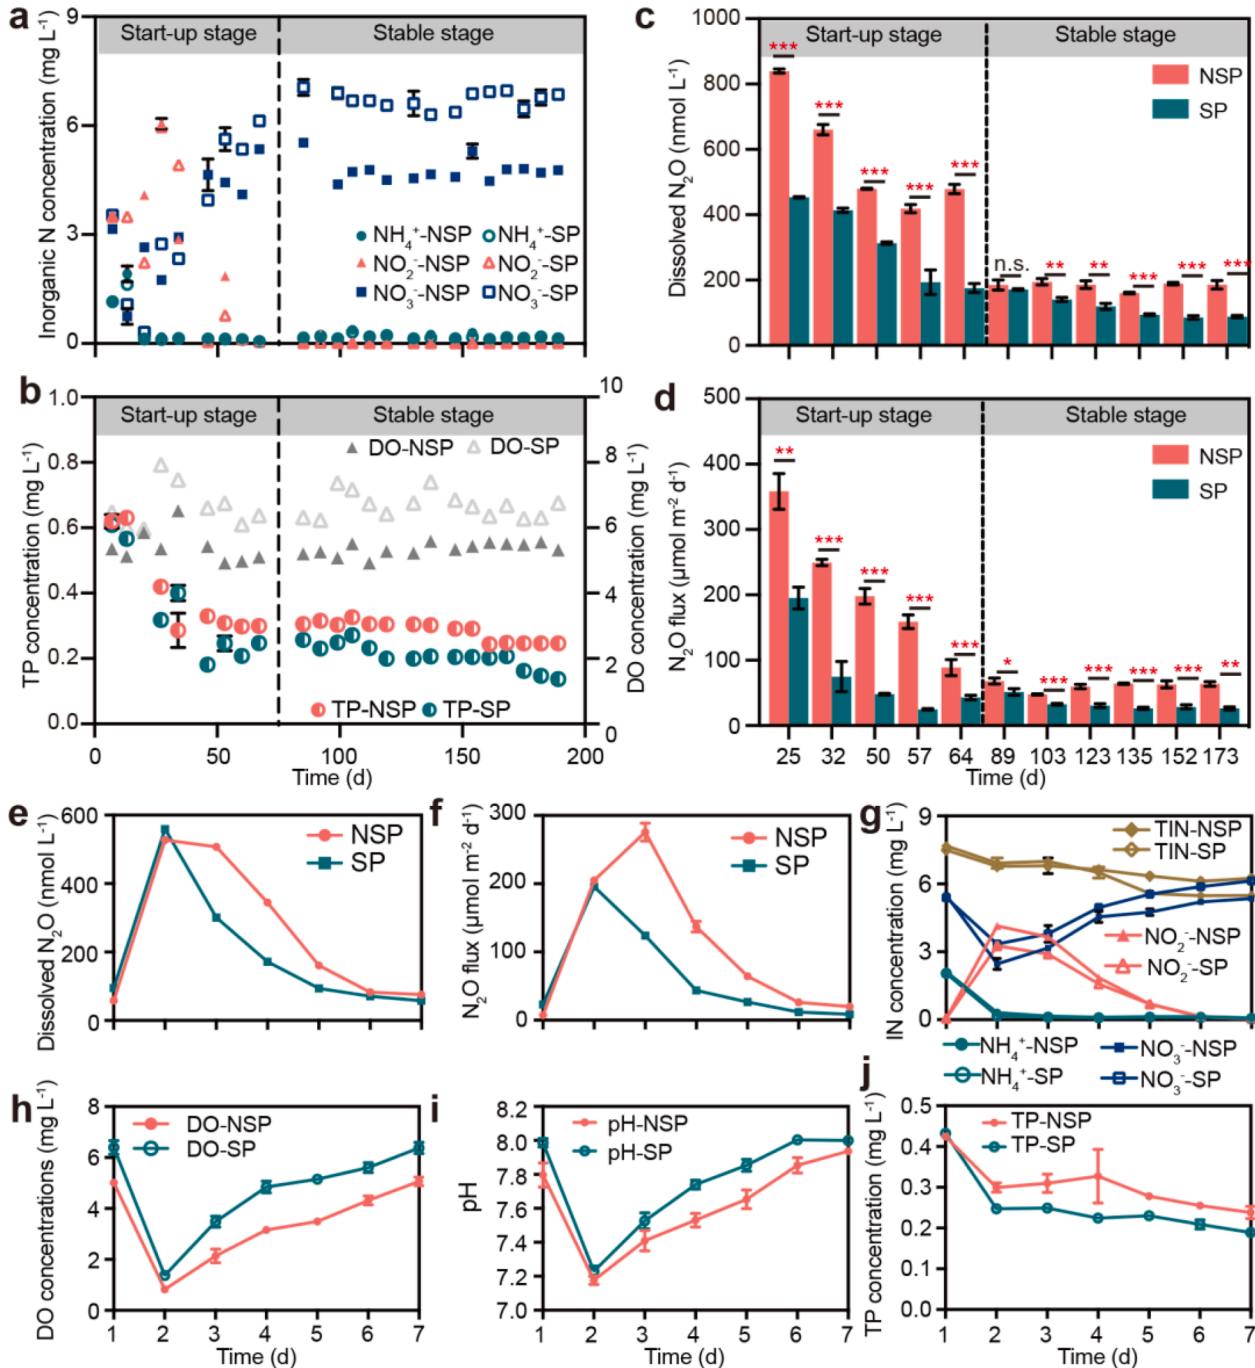 a
Inorganic N concentration (mg L⁻¹)
9
6
3
0
Start-up stage
Stable stage
NH₄⁺-NSP
NH₄⁺-SP
NO₂⁻-NSP
NO₂⁻-SP
NO₃⁻-NSP
NO₃⁻-SP
b
TP concentration (mg L⁻¹)
1.0
0.8
0.6
0.4
0.2
0.0
Start-up stage
Stable stage
DO-NSP
DO-SP
TP-NSP
TP-SP
10
8
6
4
2
0
DO concentration (mg L⁻¹)
0
50
100
150
200
Time (d)
c
Dissolved N₂O (nmol L⁻¹)
1000
800
600
400
200
0
Start-up stage
Stable stage
NSP
SP
***
***
***
***
***
n.s.
**
**
***
***
***
d
N₂O flux (µmol m⁻² d⁻¹)
500
400
300
200
100
0
Start-up stage
Stable stage
NSP
SP
**
***
***
***
***
*
***
***
***
***
**
25
32
50
57
64
89
103
123
135
152
173
Time (d)
e
Dissolved N₂O (nmol L⁻¹)
600
400
200
0
NSP
SP
f
N₂O flux (µmol m⁻² d⁻¹)
300
200
100
0
NSP
SP
g
IN concentration (mg L⁻¹)
9
6
3
0
TIN-NSP
TIN-SP
NO₂⁻-NSP
NO₂⁻-SP
1 2 3 4 5 6 7
NH₄⁺-NSP
NO₃⁻-NSP
NH₄⁺-SP
NO₃⁻-SP
h
DO concentrations (mg L⁻¹)
8
6
4
2
0
DO-NSP
DO-SP
1 2 3 4 5 6 7
Time (d)
i
pH
8.2
8.0
7.8
7.6
7.4
7.2
7.0
pH-NSP
pH-SP
1 2 3 4 5 6 7
Time (d)
j
TP concentration (mg L⁻¹)
0.5
0.4
0.3
0.2
0.1
0.0
TP-NSP
TP-SP
1 2 3 4 5 6 7
Time (d)